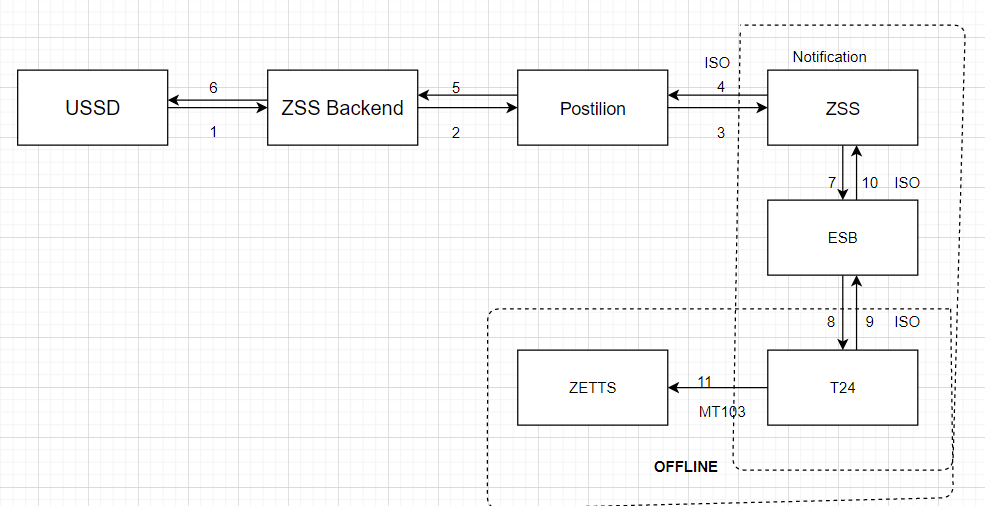 Notification
ISO
6
5
4
USSD
ZSS Backend
Postilion
ZSS
1
2
3
7
10
ISO
ESB
8
9
ISO
11
ZETTS
T24
MT103
OFFLINE